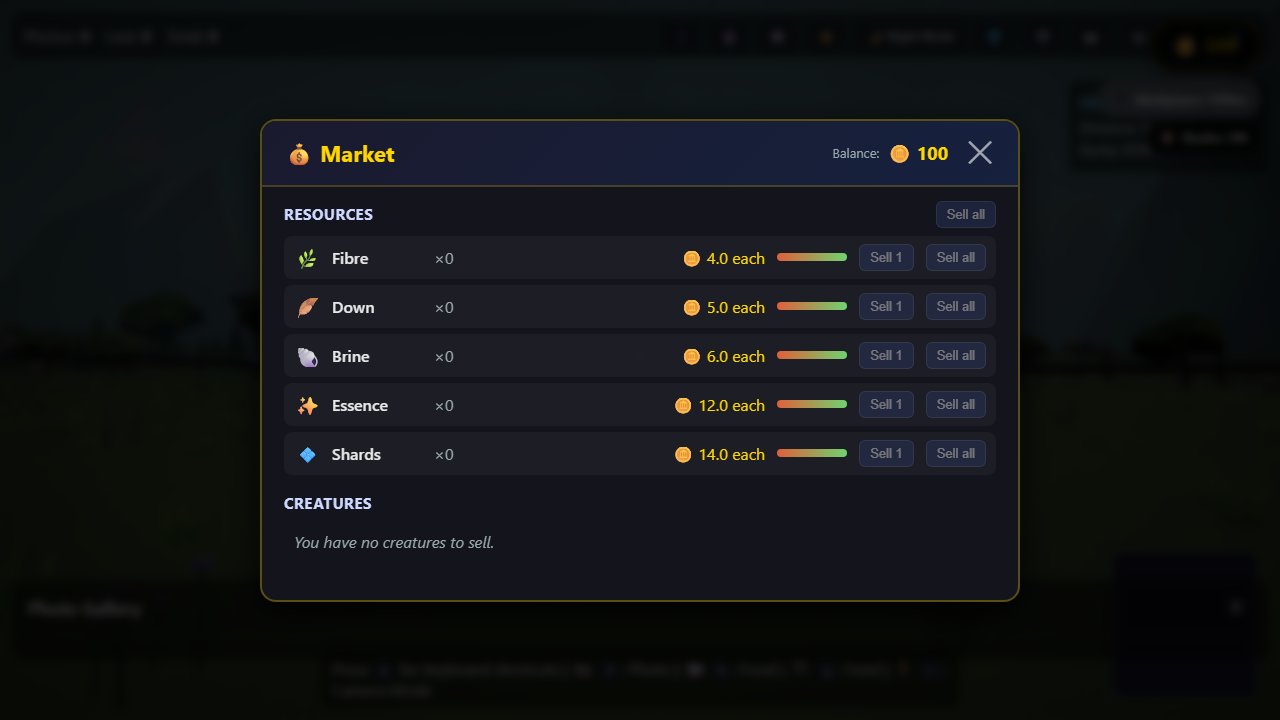 Market
Balance: 100
RESOURCES Sell all
Fibre ×0 4.0 each Sell 1 Sell all
Down ×0 5.0 each Sell 1 Sell all
Brine ×0 6.0 each Sell 1 Sell all
Essence ×0 12.0 each Sell 1 Sell all
Shards ×0 14.0 each Sell 1 Sell all
CREATURES
You have no creatures to sell.
Photo Gallery